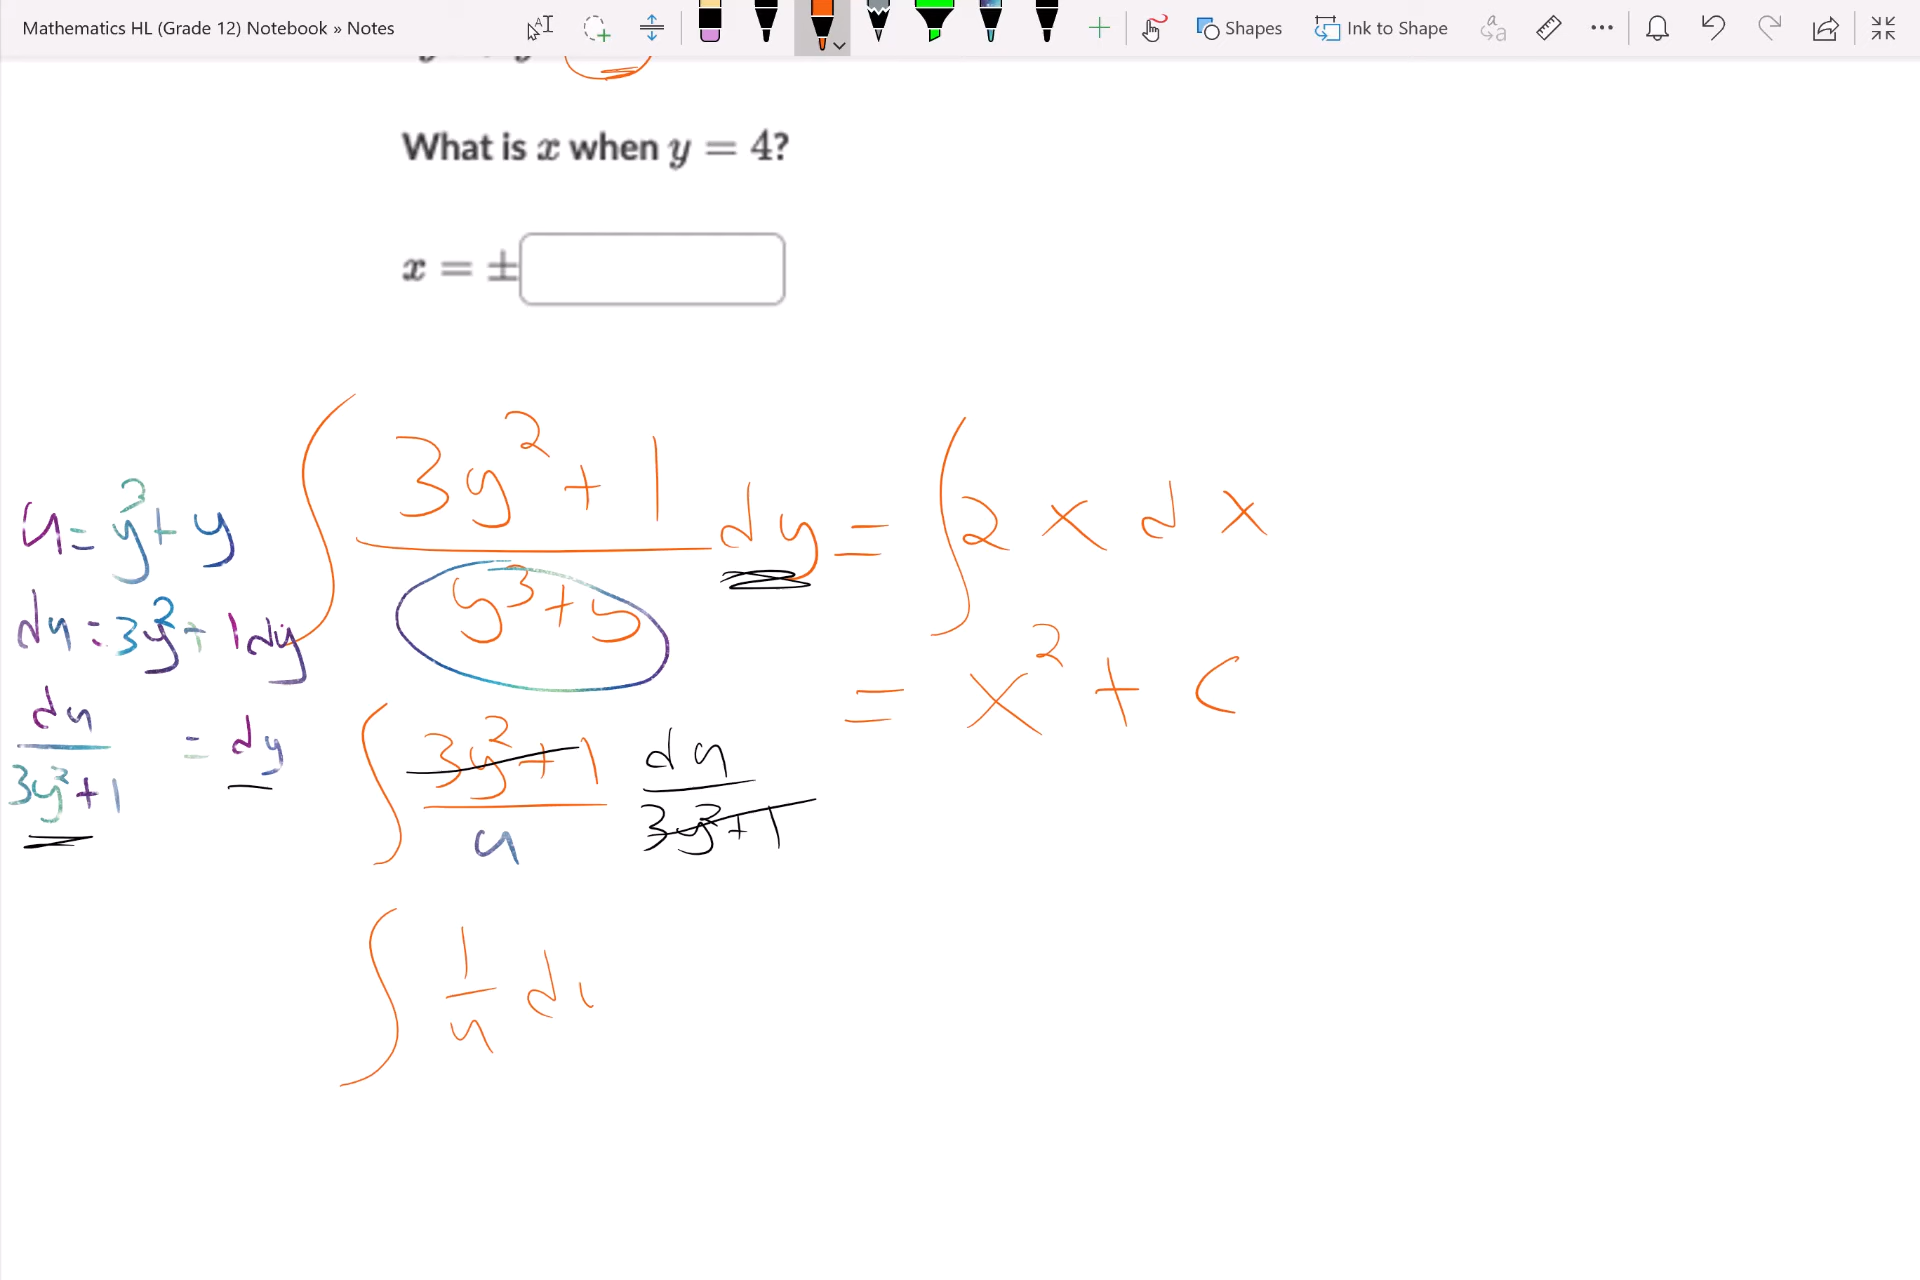 Mathematics HL (Grade 12) Notebook » Notes
Shapes
Ink to Shape
What is x when y = 4?
x = ±
∫ (3y² + 1)/(y³ + y) dy = ∫ 2x dx
u = y³ + y
du = 3y² + 1 dy
= x² + C
du/(3y² + 1) = dy
∫ (3y² + 1)/u du/(3y² + 1)
∫ 1/u du